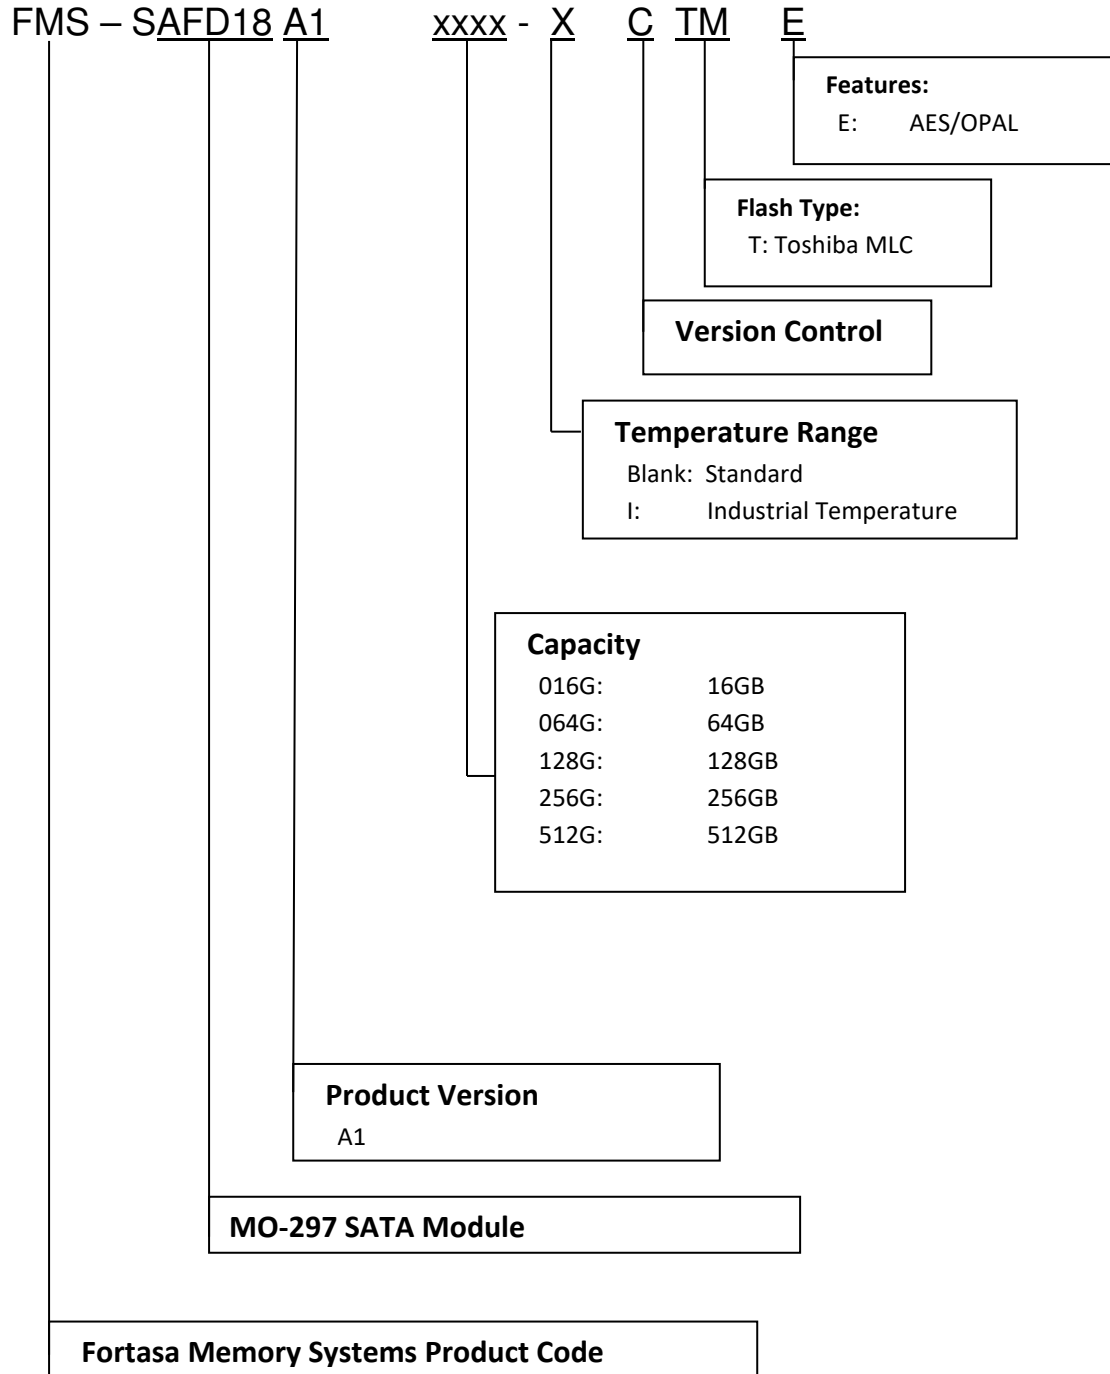 FMS – SAFD18 A1 xxxx - X C TM E
Features:
E: AES/OPAL
Flash Type:
T: Toshiba MLC
Version Control
Temperature Range
Blank: Standard
I: Industrial Temperature
Capacity
016G: 16GB
064G: 64GB
128G: 128GB
256G: 256GB
512G: 512GB
Product Version
A1
MO-297 SATA Module
Fortasa Memory Systems Product Code